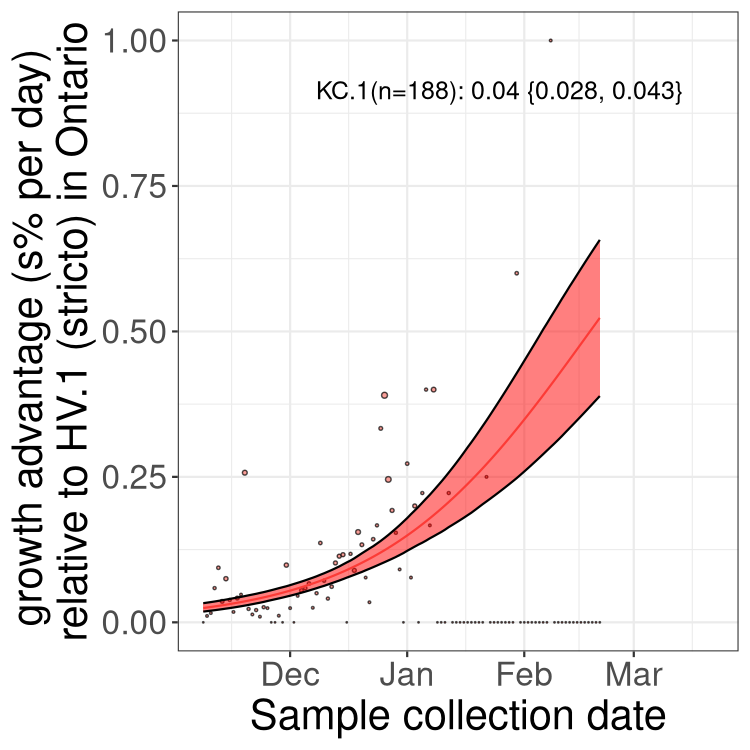 growth advantage (s% per day)
relative to HV.1 (stricto) in Ontario
1.00
KC.1(n=188): 0.04 {0.028, 0.043}
0.75
0.50
0.25
0.00
Dec Jan Feb Mar
Sample collection date